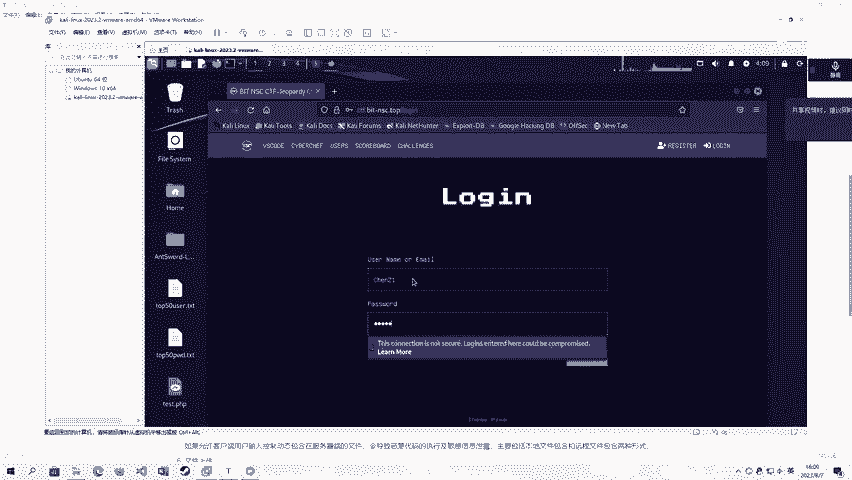 kali-linux-2023.2-vmware-amd64 - VMware Workstation
文件(F) 编辑(E) 查看(V) 虚拟机(M) 选项卡(T) 帮助(H)
库
主页
kali-linux-2023.2-vmware...
我的计算机
Ubuntu 64 位
Windows 10 x64
kali-linux-2023.2-vmware-a
1 2 3 4
4:09
Trash
File System
Home
AntSword-L...
top50user.txt
top50pwd.txt
test.php
BIT NSC CTF-Jeopardy
bit-nsc.top
Kali Linux
Kali Tools
Kali Docs
Kali Forums
Kali NetHunter
Exploit-DB
Google Hacking DB
OffSec
New Tab
VSCODE CYBERCHEF USERS SCOREBOARD CHALLENGES
REGISTER LOGIN
Login
User Name or Email
Chen21
Password
•••••
This connection is not secure. Logins entered here could be compromised.
Learn More
如果允许客户端用户输入控制动态包含在服务器端的文件，会导致恶意代码的执行及敏感信息泄露，主要包括本地文件包含和远程文件包含两种形式。
英
16:09
2023/8/7